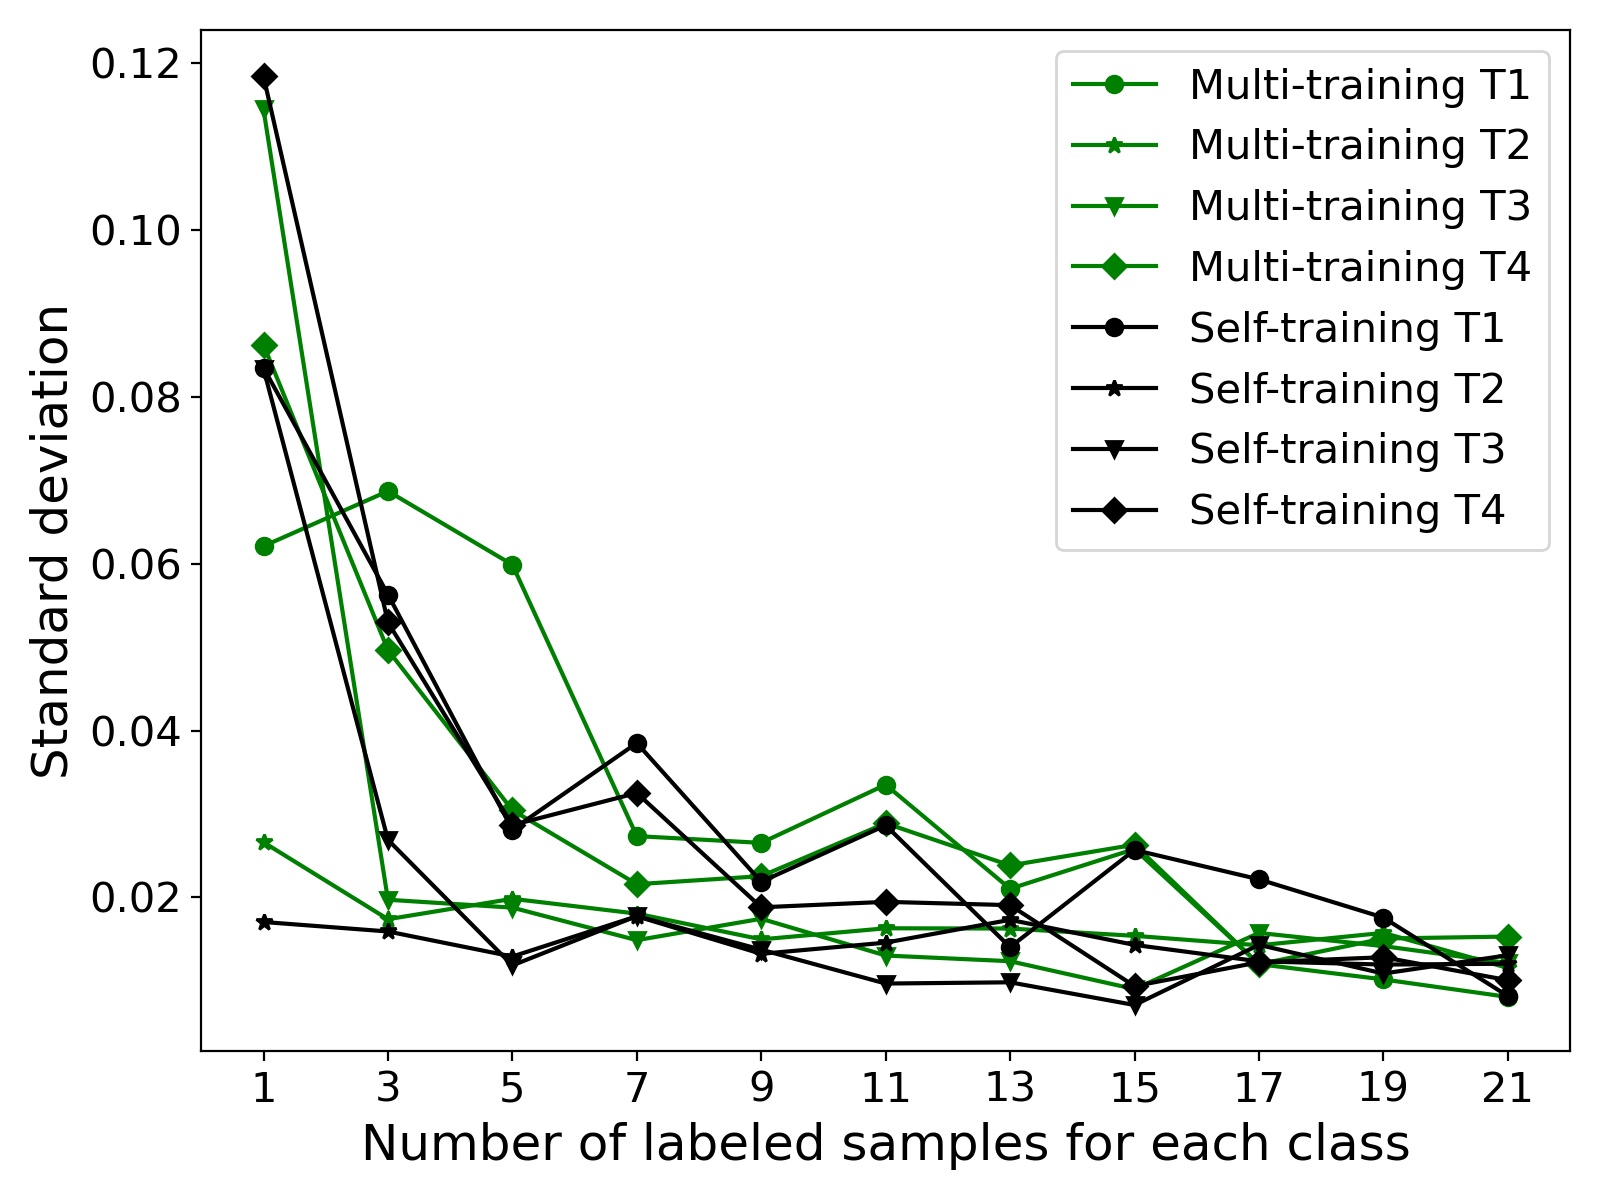 Standard deviation
0.12
0.10
0.08
0.06
0.04
0.02
Multi-training T1
Multi-training T2
Multi-training T3
Multi-training T4
Self-training T1
Self-training T2
Self-training T3
Self-training T4
1 3 5 7 9 11 13 15 17 19 21
Number of labeled samples for each class